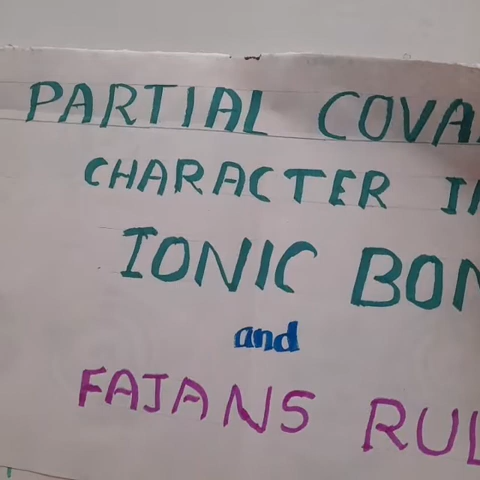 PARTIAL COVA
CHARACTER I
IONIC BON
and
FAJANS RUL